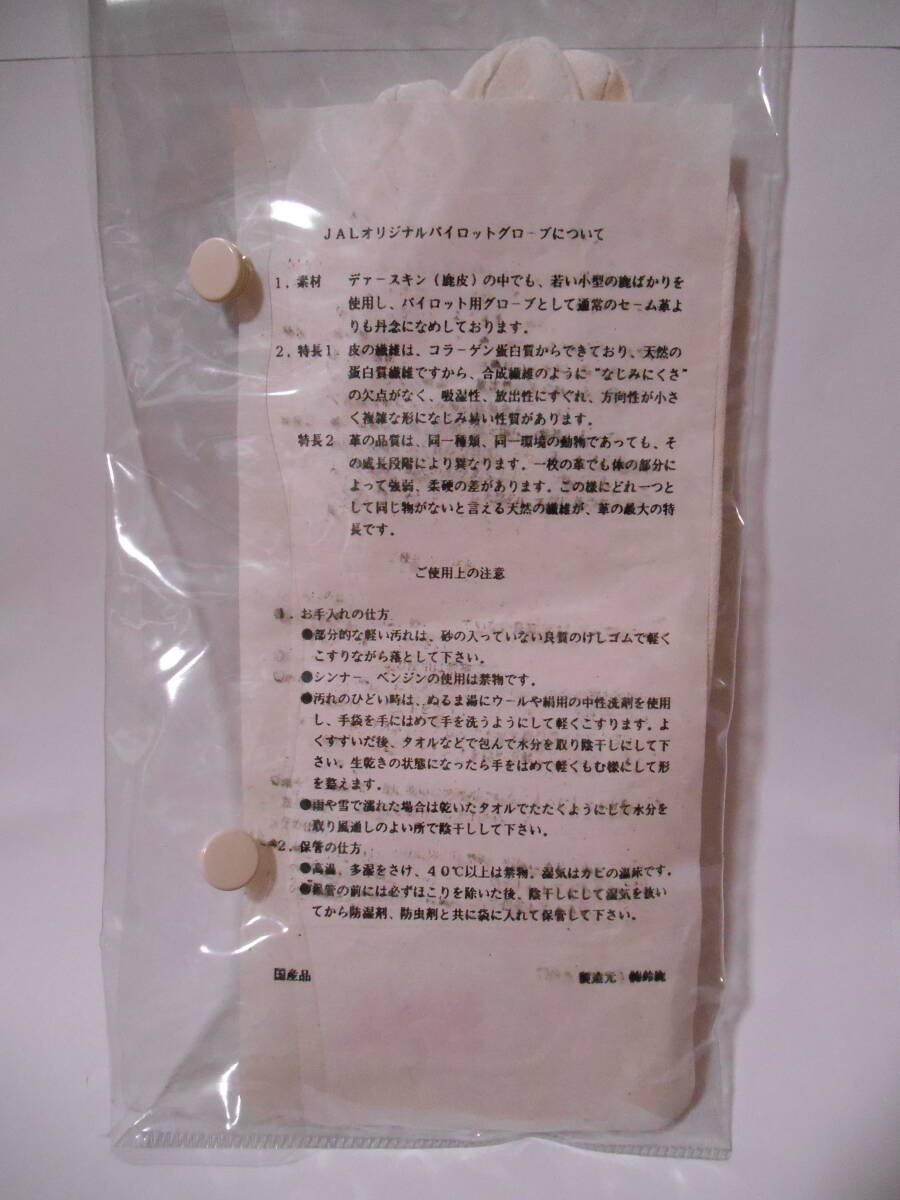 JALオリジナルパイロットグローブについて
1.素材 ディアースキン(鹿皮)の中でも、若い小型の鹿ばかりを
使用し、パイロット用グローブとして通常のセーム革よ
りも丹念になめしております。
2.特長1 皮の繊維は、コラーゲン蛋白質からできており、天然の
蛋白質繊維ですから、合成繊維のように“なじみにくさ”
の欠点がなく、吸湿性、放出性にすぐれ、方向性が小さ
く複雑な形になじみ易い性質があります。
特長2 革の品質は、同一種類、同一環境の動物であっても、そ
の成長段階により異なります。一枚の革でも体の部分に
よって強弱、柔硬の差があります。この様にどれ一つと
して同じ物がないと言える天然の繊維が、革の最大の特
長です。
ご使用上の注意
1.お手入れの仕方
●部分的な軽い汚れは、砂の入っていない良質のけしゴムで軽く
こすりながら落として下さい。
●シンナー、ベンジンの使用は禁物です。
●汚れのひどい時は、ぬるま湯にウールや絹用の中性洗剤を使用
し、手袋を手にはめて手を洗うようにして軽くこすります。よ
くすすいだ後、タオルなどで包んで水分を取り陰干しにして下
さい。生乾きの状態になったら手をはめて軽くもむ様にして形
を整えます。
●雨や雪で濡れた場合は乾いたタオルでたたくようにして水分を
取り風通しのよい所で陰干しして下さい。
2.保管の仕方
●高温、多湿をさけ、40℃以上は禁物。湿気はカビの温床です。
●保管の前には必ずほこりを除いた後、陰干しにして湿気を抜い
てから防湿剤、防虫剤と共に袋に入れて保管して下さい。
国産品 製造元